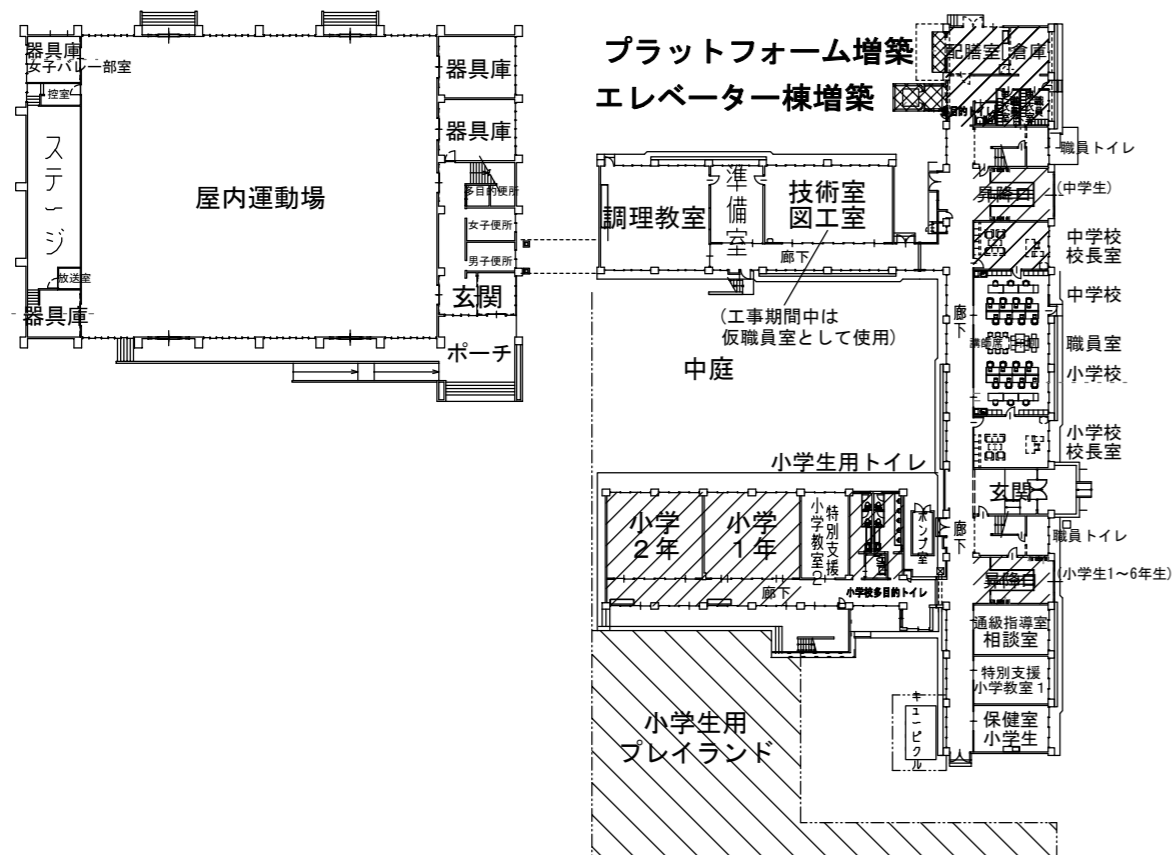 器具庫
女子バレー部室
控室
ステージ
放送室
器具庫
屋内運動場
器具庫
器具庫
多目的便所
女子便所
男子便所
玄関
ポーチ
プラットフォーム増築
エレベーター棟増築
調理教室
準備室
技術室
図工室
廊下
(工事期間中は
仮職員室として使用)
中庭
配膳室
倉庫
職員トイレ
昇降口
(中学生)
中学校
校長室
廊下
中学校
講師席
職員室
小学校
小学校
校長室
玄関
小学生用トイレ
小学
2年
小学
1年
特別支援
小学教室2
ポンプ室
廊下
小学校多目的トイレ
廊下
職員トイレ
昇降口
(小学生1~6年生)
通級指導室
相談室
特別支援
小学教室1
保健室
小学生
キュービクル
小学生用
プレイランド